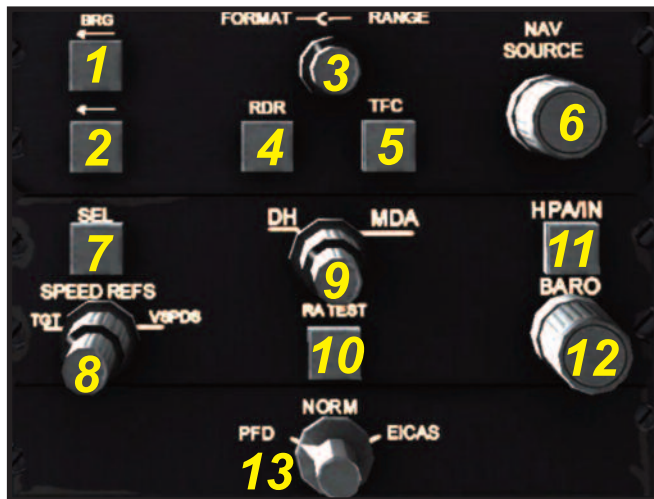 BRG
FORMAT RANGE
NAV
SOURCE
1
3
6
RDR TFC
2
4 5
SEL
DH MDA
HPA/IN
7
9
11
SPEED REFS
BARO
TGT VSPDS
RA TEST
8
10
12
NORM
PFD EICAS
13